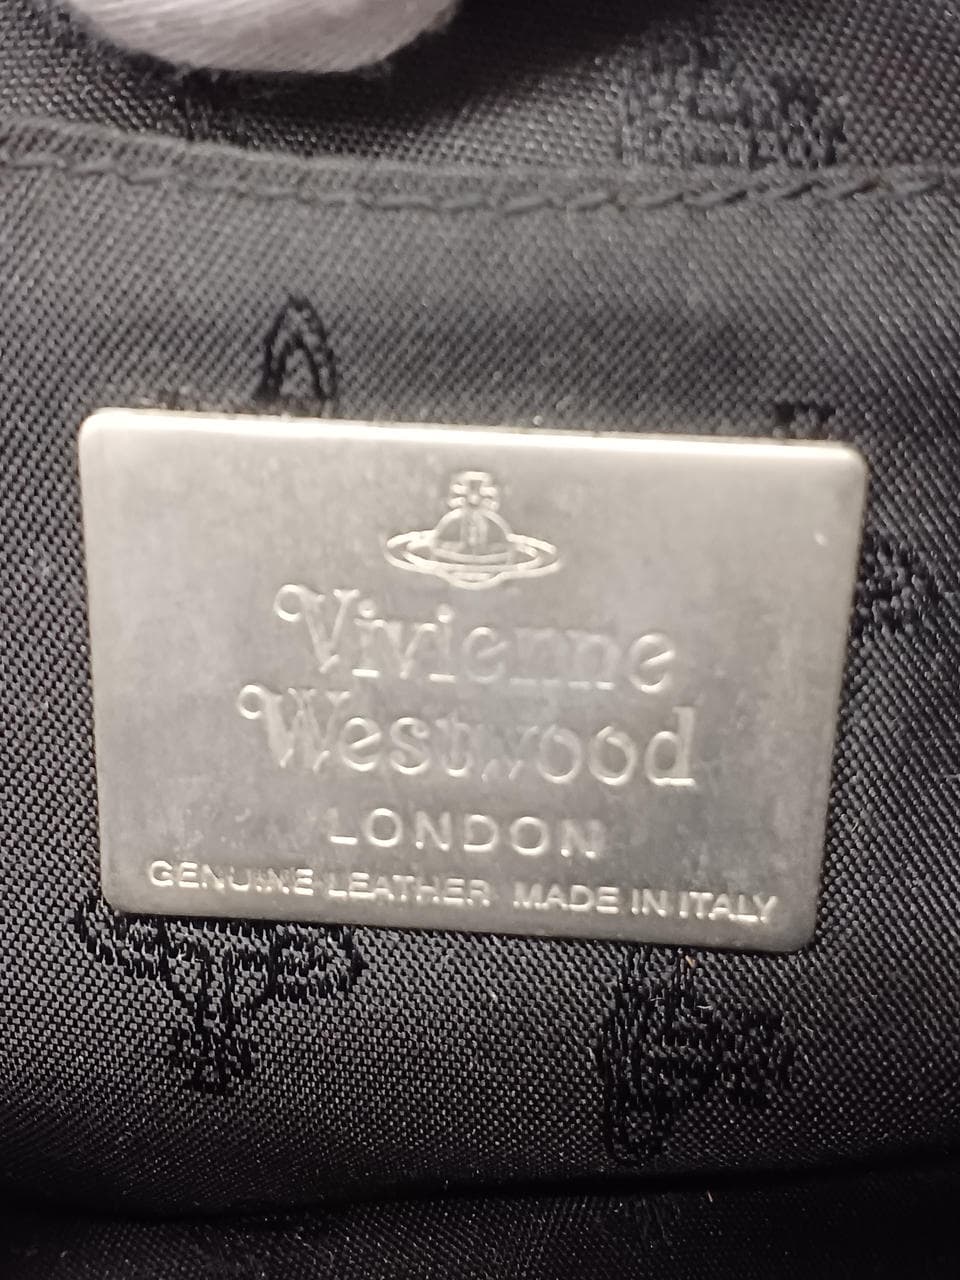 Vivienne
Westwood
LONDON
GENUINE LEATHER MADE IN ITALY